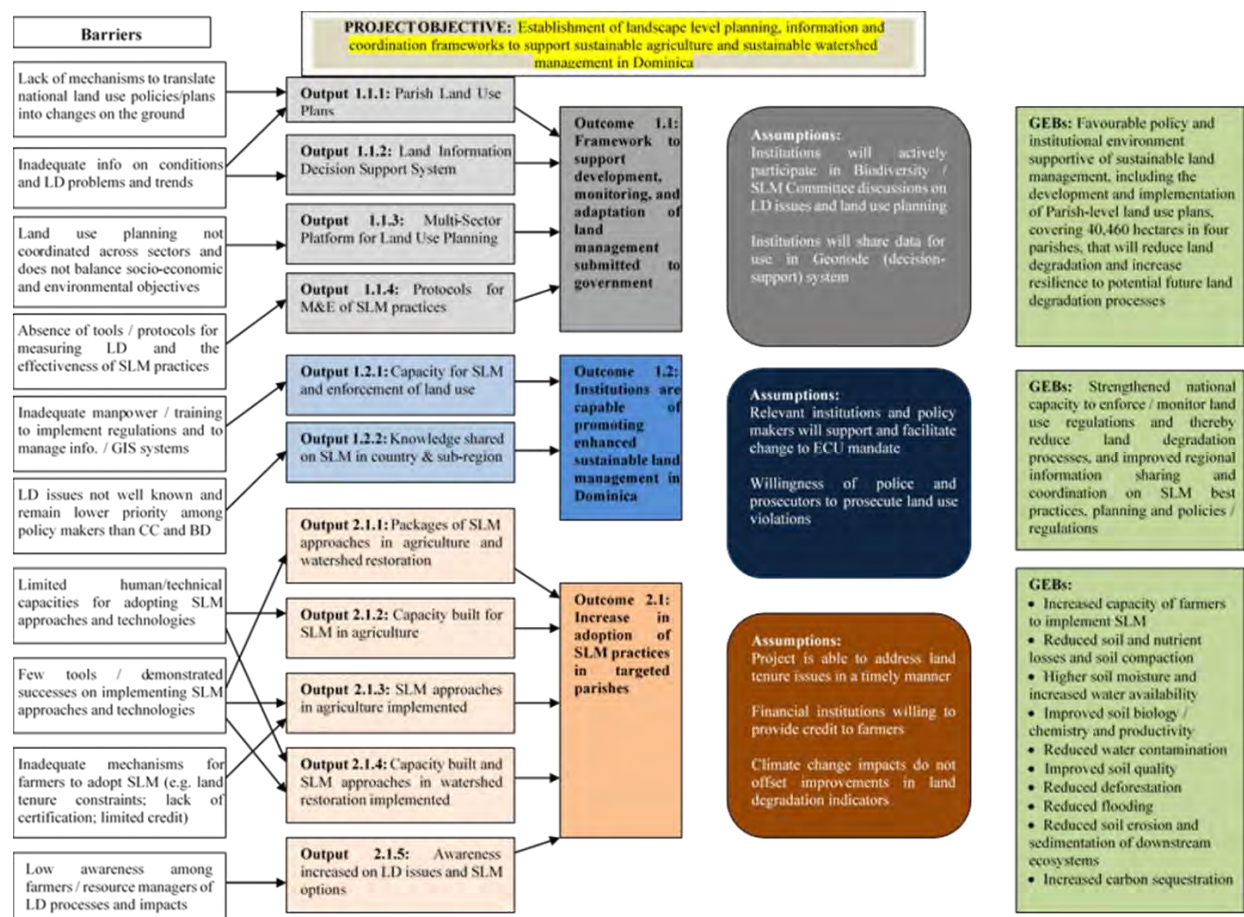 Barriers
PROJECT OBJECTIVE: Establishment of landscape level planning, information and
coordination frameworks to support sustainable agriculture and sustainable watershed
management in Dominica
Lack of mechanisms to translate
national land use policies/plans
into changes on the ground
Inadequate info on conditions
and LD problems and trends
Land use planning not
coordinated across sectors and
does not balance socio-economic
and environmental objectives
Absence of tools / protocols for
measuring LD and the
effectiveness of SLM practices
Inadequate manpower / training
to implement regulations and to
manage info. / GIS systems
LD issues not well known and
remain lower priority among
policy makers than CC and BD
Limited human/technical
capacities for adopting SLM
approaches and technologies
Few tools / demonstrated
successes on implementing SLM
approaches and technologies
Inadequate mechanisms for
farmers to adopt SLM (e.g. land
tenure constraints; lack of
certification; limited credit)
Low awareness among
farmers / resource managers of
LD processes and impacts
Output 1.1.1: Parish Land Use
Plans
Output 1.1.2: Land Information
Decision Support System
Output 1.1.3: Multi-Sector
Platform for Land Use Planning
Output 1.1.4: Protocols for
M&E of SLM practices
Output 1.2.1: Capacity for SLM
and enforcement of land use
Output 1.2.2: Knowledge shared
on SLM in country & sub-region
Output 2.1.1: Packages of SLM
approaches in agriculture and
watershed restoration
Output 2.1.2: Capacity built for
SLM in agriculture
Output 2.1.3: SLM approaches
in agriculture implemented
Output 2.1.4: Capacity built and
SLM approaches in watershed
restoration implemented
Output 2.1.5: Awareness
increased on LD issues and SLM
options
Outcome 1.1:
Framework to
support
development,
monitoring, and
adaptation of
land
management
submitted to
government
Outcome 1.2:
Institutions are
capable of
promoting
enhanced
sustainable land
management in
Dominica
Outcome 2.1:
Increase in
adoption of
SLM practices
in targeted
parishes
Assumptions:
Institutions will actively
participate in Biodiversity /
SLM Committee discussions on
LD issues and land use planning
Institutions will share data for
use in Geonode (decision-
support) system
Assumptions:
Relevant institutions and policy
makers will support and facilitate
change to ECU mandate
Willingness of police and
prosecutors to prosecute land use
violations
Assumptions:
Project is able to address land
tenure issues in a timely manner
Financial institutions willing to
provide credit to farmers
Climate change impacts do not
offset improvements in land
degradation indicators
GEBs: Favourable policy and
institutional environment
supportive of sustainable land
management, including the
development and implementation
of Parish-level land use plans,
covering 40,460 hectares in four
parishes, that will reduce land
degradation and increase
resilience to potential future land
degradation processes
GEBs: Strengthened national
capacity to enforce / monitor land
use regulations and thereby
reduce land degradation
processes, and improved regional
information sharing and
coordination on SLM best
practices, planning and policies /
regulations
GEBs:
• Increased capacity of farmers
to implement SLM
• Reduced soil and nutrient
losses and soil compaction
• Higher soil moisture and
increased water availability
• Improved soil biology /
chemistry and productivity
• Reduced water contamination
• Improved soil quality
• Reduced deforestation
• Reduced flooding
• Reduced soil erosion and
sedimentation of downstream
ecosystems
• Increased carbon sequestration